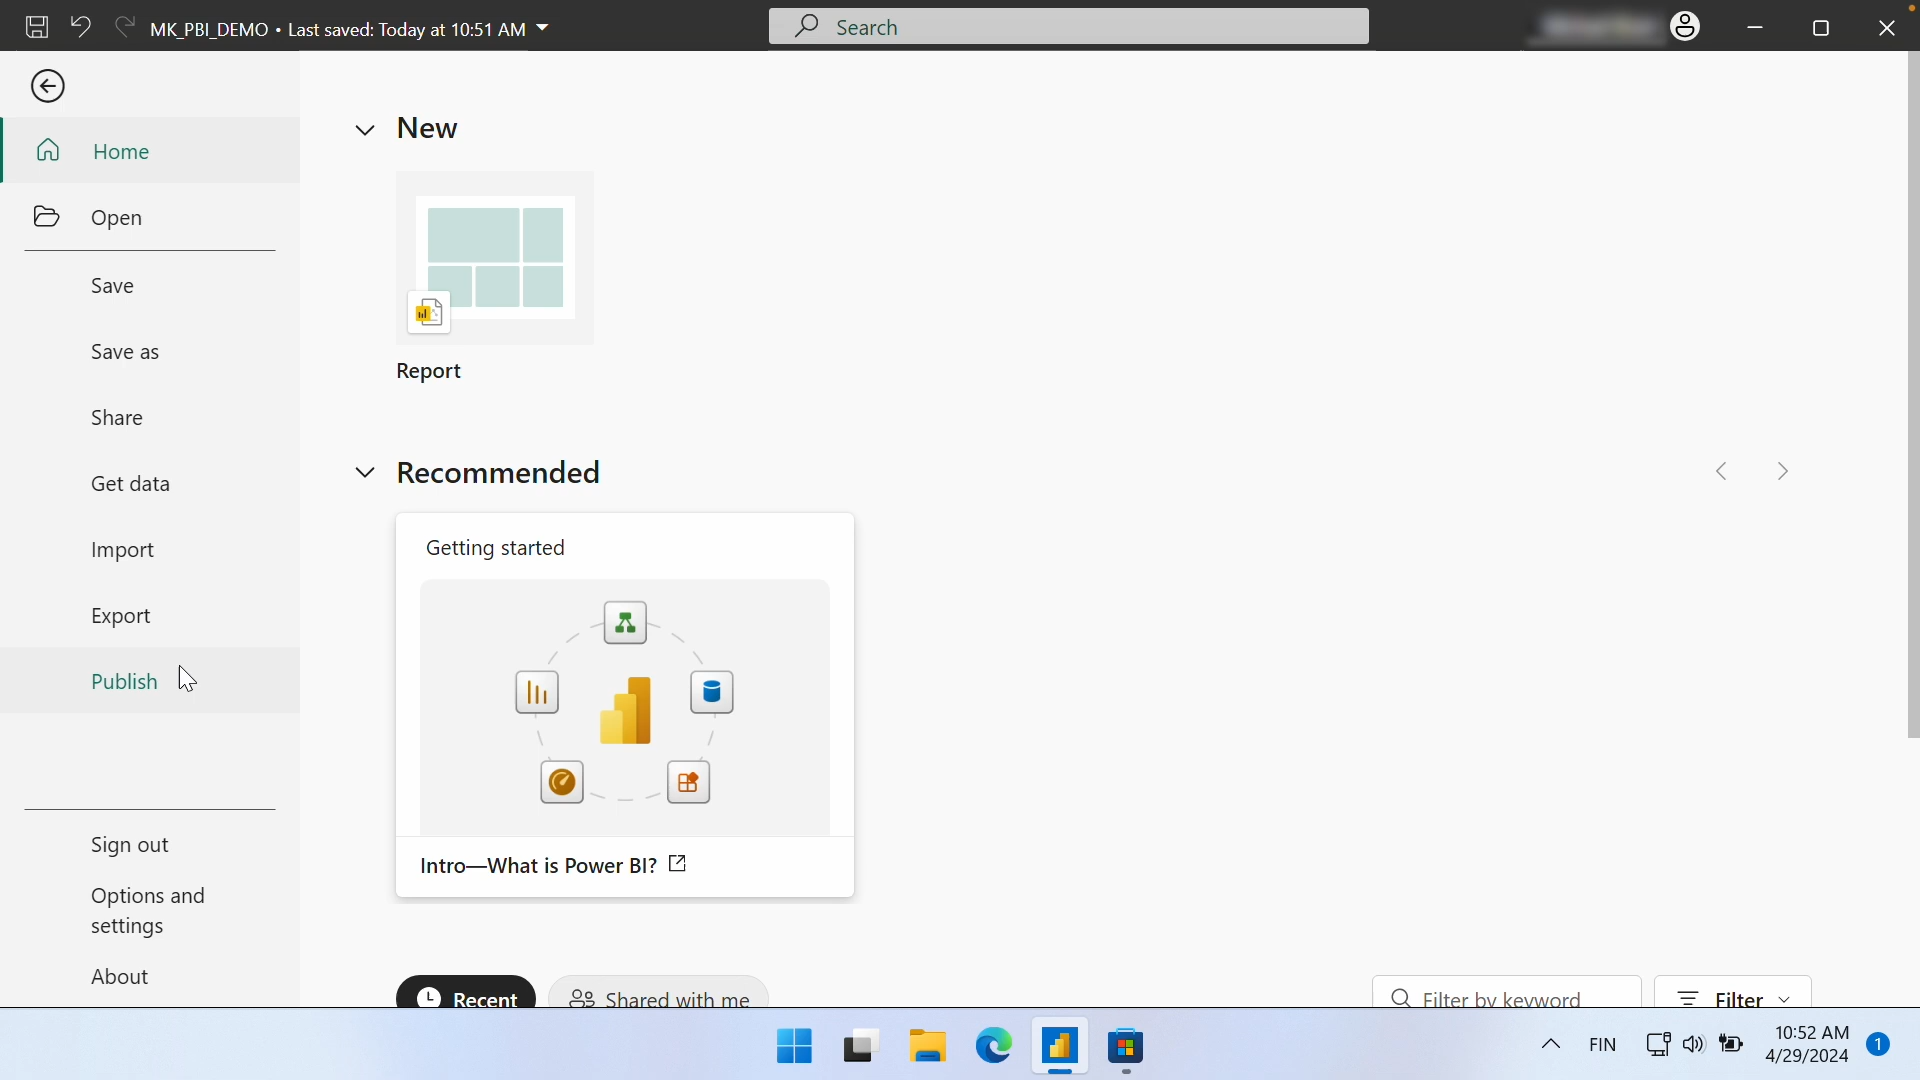 MK_PBI_DEMO • Last saved: Today at 10:51 AM
Search
Home
Open
Save
Save as
Share
Get data
Import
Export
Publish
Sign out
Options and
settings
About
New
Report
Recommended
Getting started
Intro—What is Power BI?
Recent
Shared with me
Filter by keyword
Filter
FIN
10:52 AM
4/29/2024
1